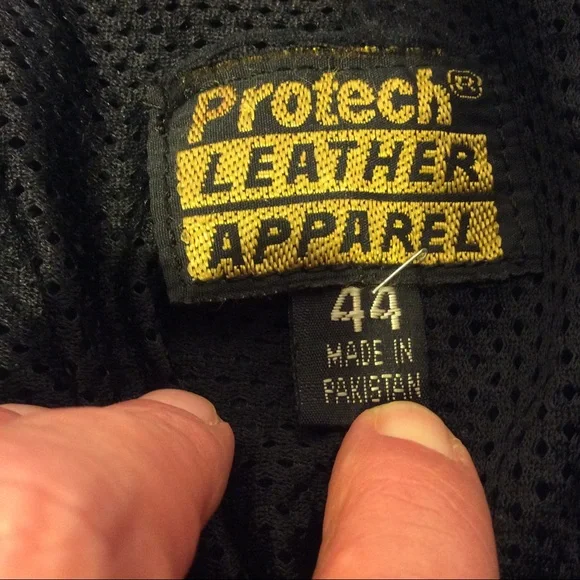 Protech®
LEATHER
APPAREL
44
MADE IN
PAKISTAN